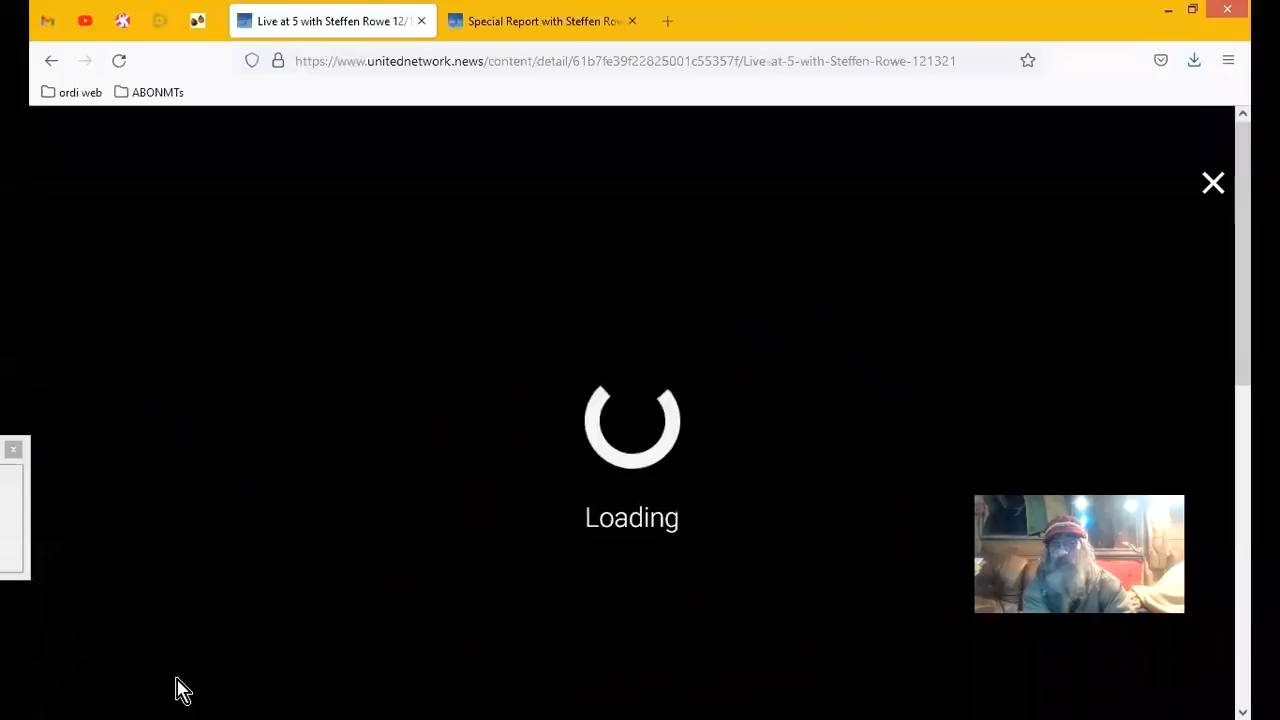 Live at 5 with Steffen Rowe 12/1
Special Report with Steffen Row
https://www.unitednetwork.news/content/detail/61b7fe39f22825001c55357f/Live-at-5-with-Steffen-Rowe-121321
ordi web
ABONMTs
Loading